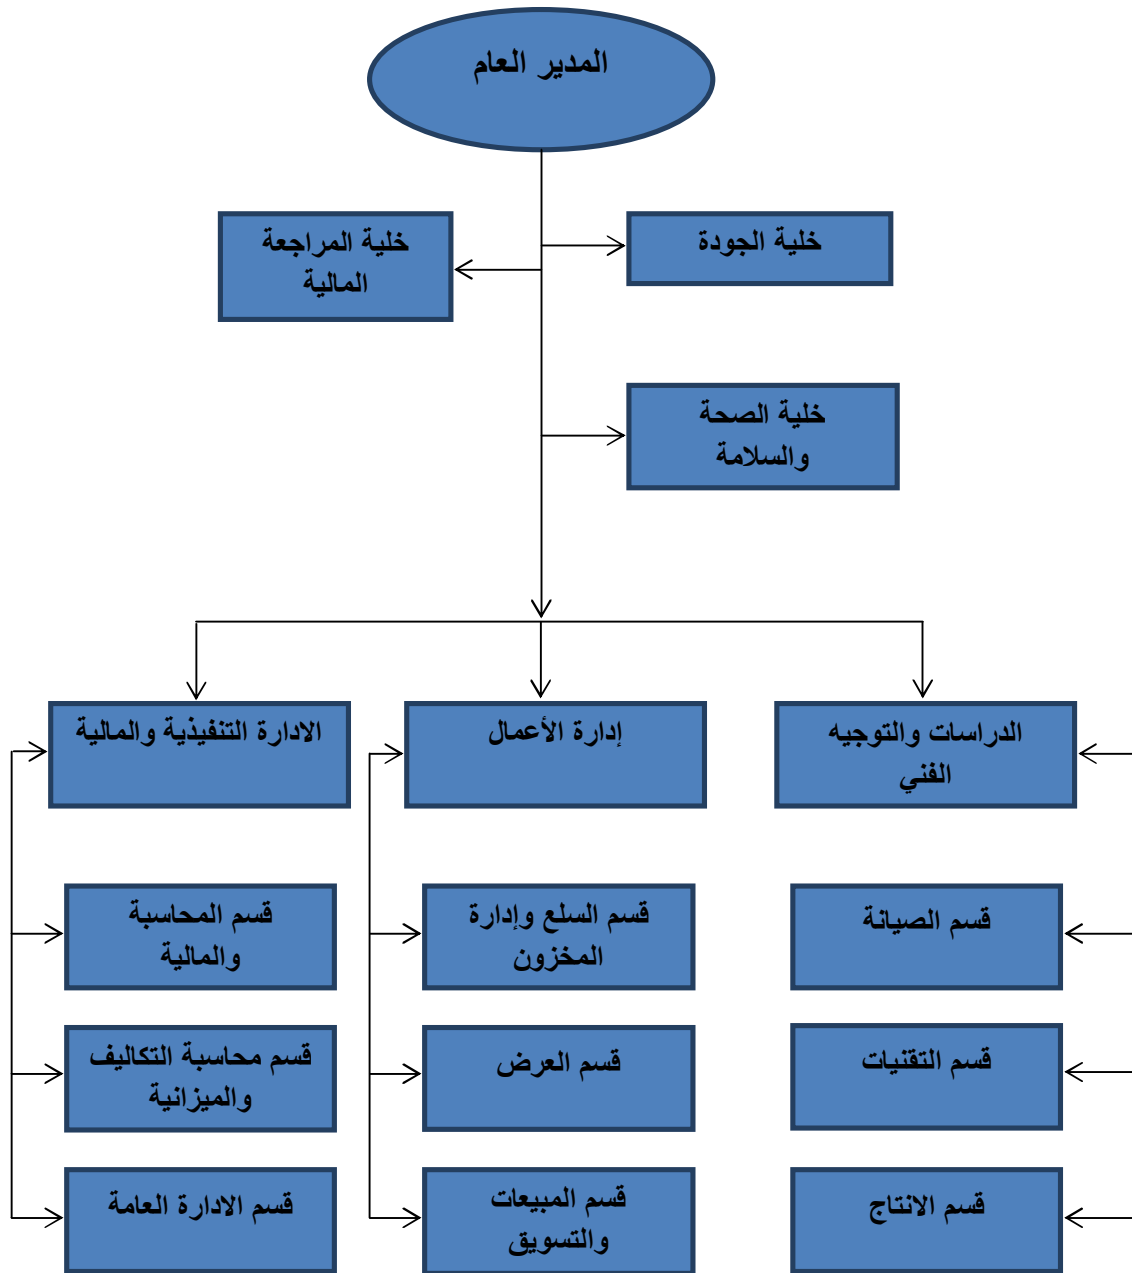 المدير العام
خلية الجودة
خلية المراجعة
المالية
خلية الصحة
والسلامة
الدراسات والتوجيه
الفني
إدارة الأعمال
الادارة التنفيذية والمالية
قسم الصيانة
قسم السلع وإدارة
المخزون
قسم المحاسبة
والمالية
قسم التقنيات
قسم العرض
قسم محاسبة التكاليف
والميزانية
قسم الانتاج
قسم المبيعات
والتسويق
قسم الادارة العامة